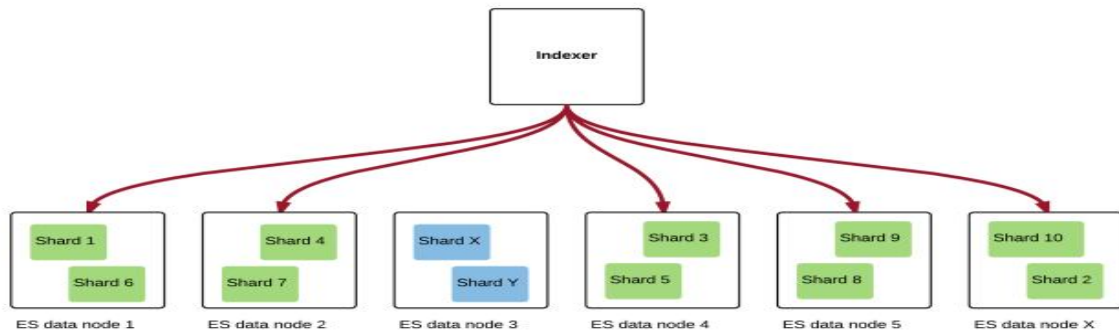 Indexer
Shard 1
Shard 6
ES data node 1
Shard 4
Shard 7
ES data node 2
Shard X
Shard Y
ES data node 3
Shard 3
Shard 5
ES data node 4
Shard 9
Shard 8
ES data node 5
Shard 10
Shard 2
ES data node X